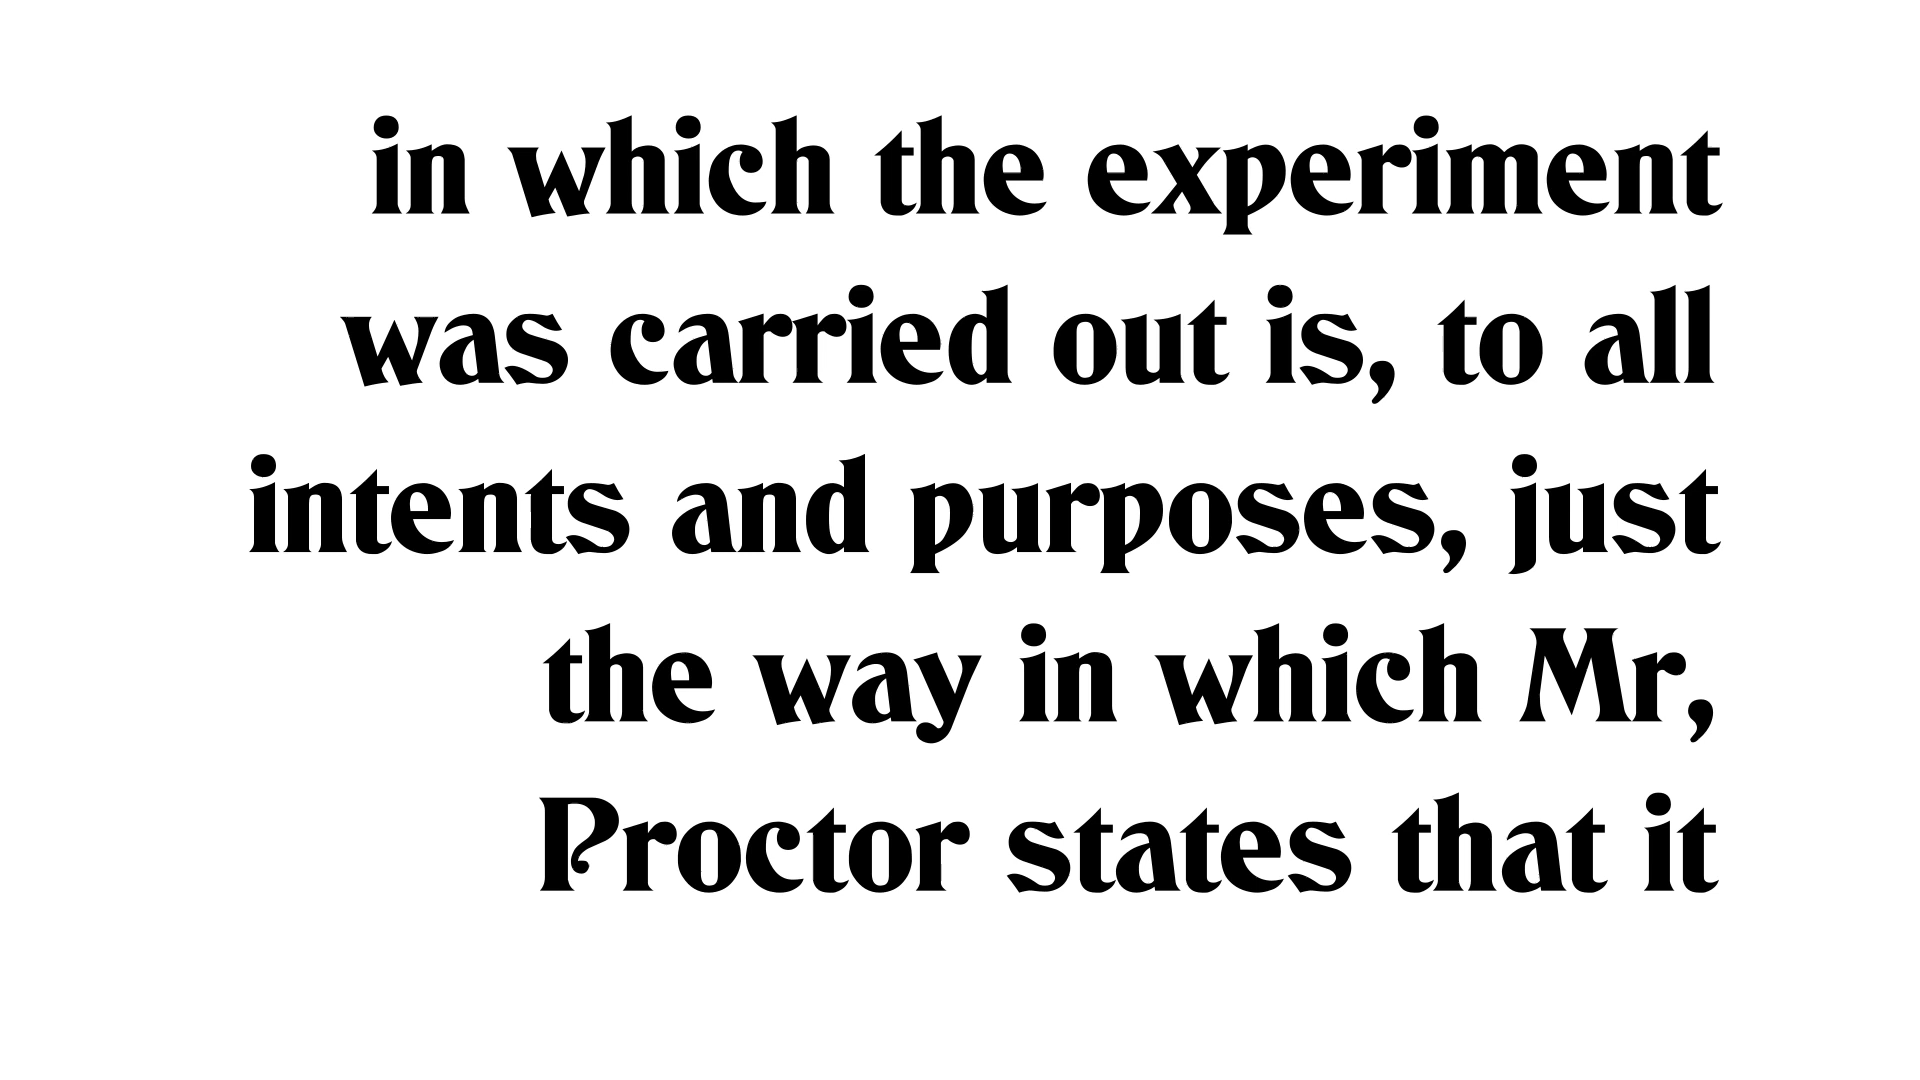 in which the experiment
was carried out is, to all
intents and purposes, just
the way in which Mr,
Proctor states that it